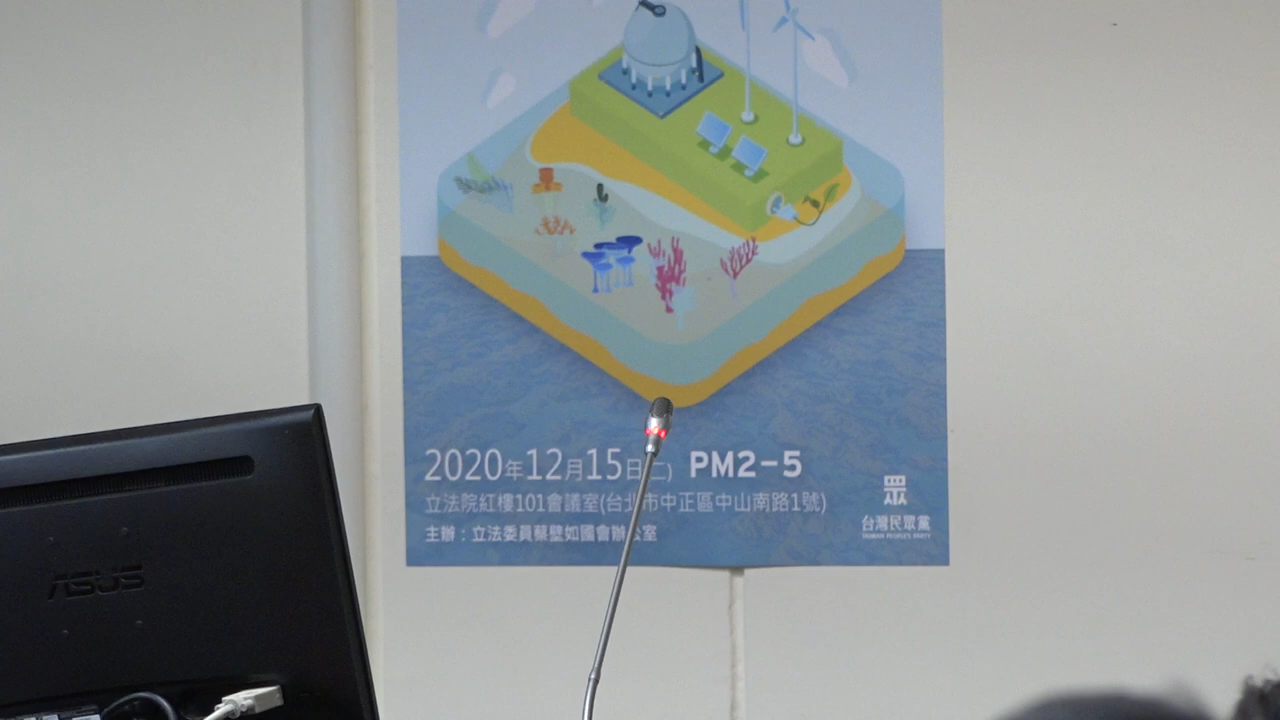 2020年12月15日(二) PM2-5
立法院紅樓101會議室(台北市中正區中山南路1號)
主辦：立法委員蔡壁如國會辦公室
眾
台灣民眾黨
TAIWAN PEOPLE'S PARTY
ASUS